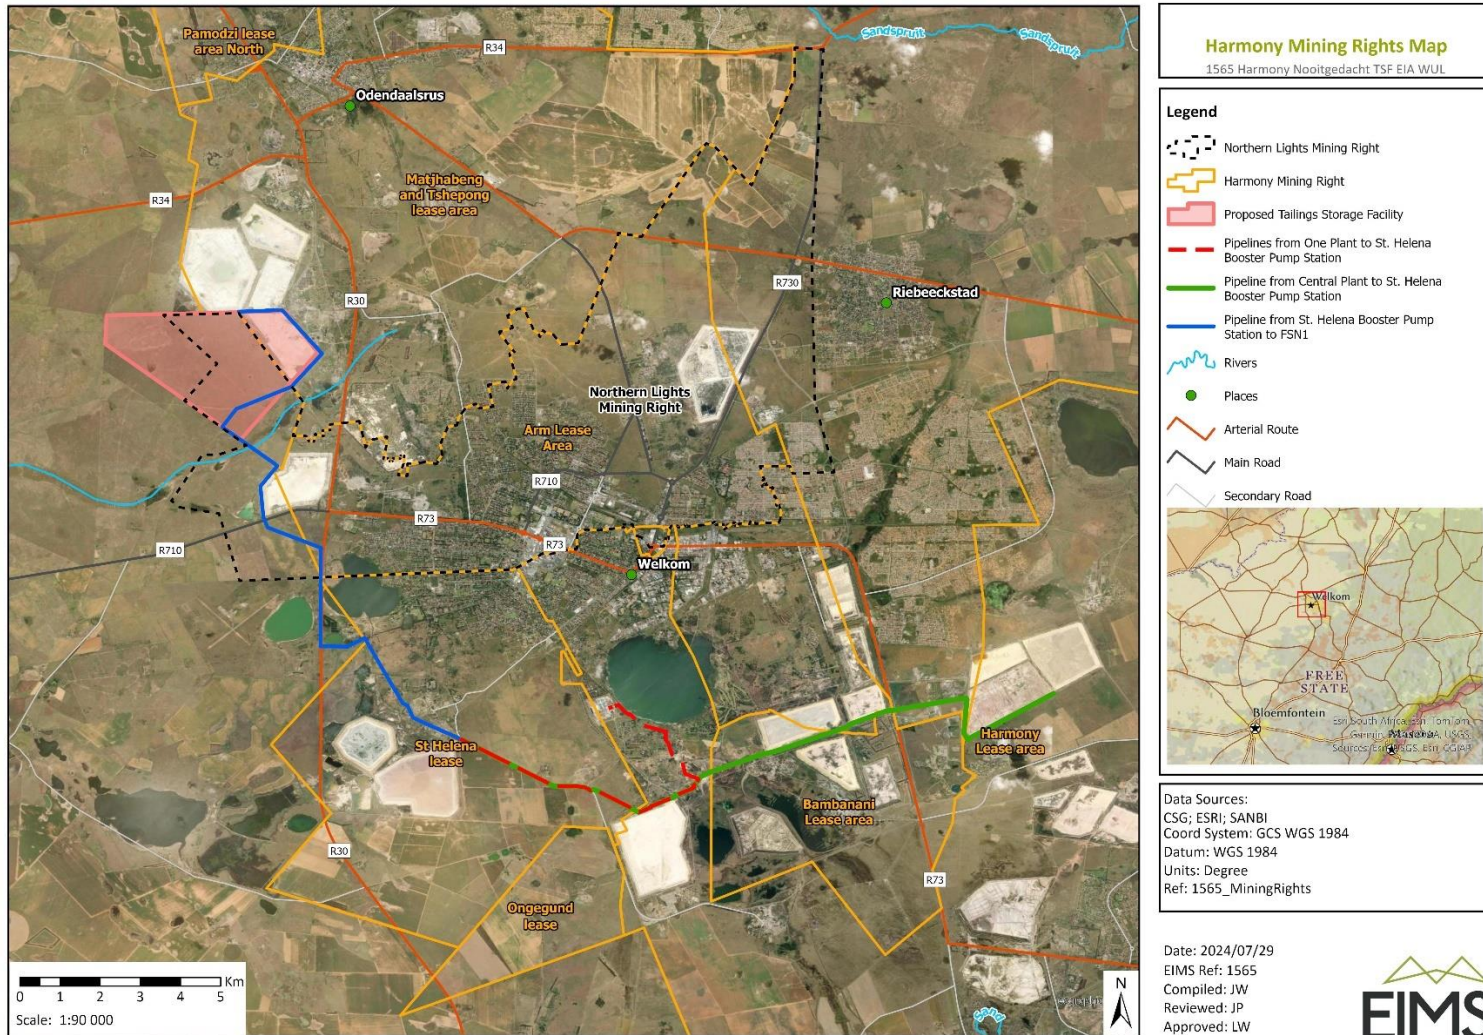 Harmony Mining Rights Map
1565 Harmony Nooitgedacht TSF EIA WUL
Legend
Northern Lights Mining Right
Harmony Mining Right
Proposed Tailings Storage Facility
Pipelines from One Plant to St. Helena
Booster Pump Station
Pipeline from Central Plant to St. Helena
Booster Pump Station
Pipeline from St. Helena Booster Pump
Station to FSN1
Rivers
Places
Arterial Route
Main Road
Secondary Road
Pamodzi lease
area North
R34
Sandspruit
Sandspruit
Odendaalsrus
Matjhabeng
and Tshepong
lease area
R34
R30
R730
Riebeeckstad
Northern Lights
Mining Right
Arm Lease
Area
R710
R73
R73
R710
Welkom
St Helena
lease
Harmony
Lease area
Bambanani
Lease area
R30
R73
Ongegund
lease
Sand
0 1 2 3 4 5 Km
Scale: 1:90 000
N
Welkom
FREE
STATE
Bloemfontein
Maseru
Data Sources:
CSG; ESRI; SANBI
Coord System: GCS WGS 1984
Datum: WGS 1984
Units: Degree
Ref: 1565_MiningRights
Date: 2024/07/29
EIMS Ref: 1565
Compiled: JW
Reviewed: JP
Approved: LW
EIMS